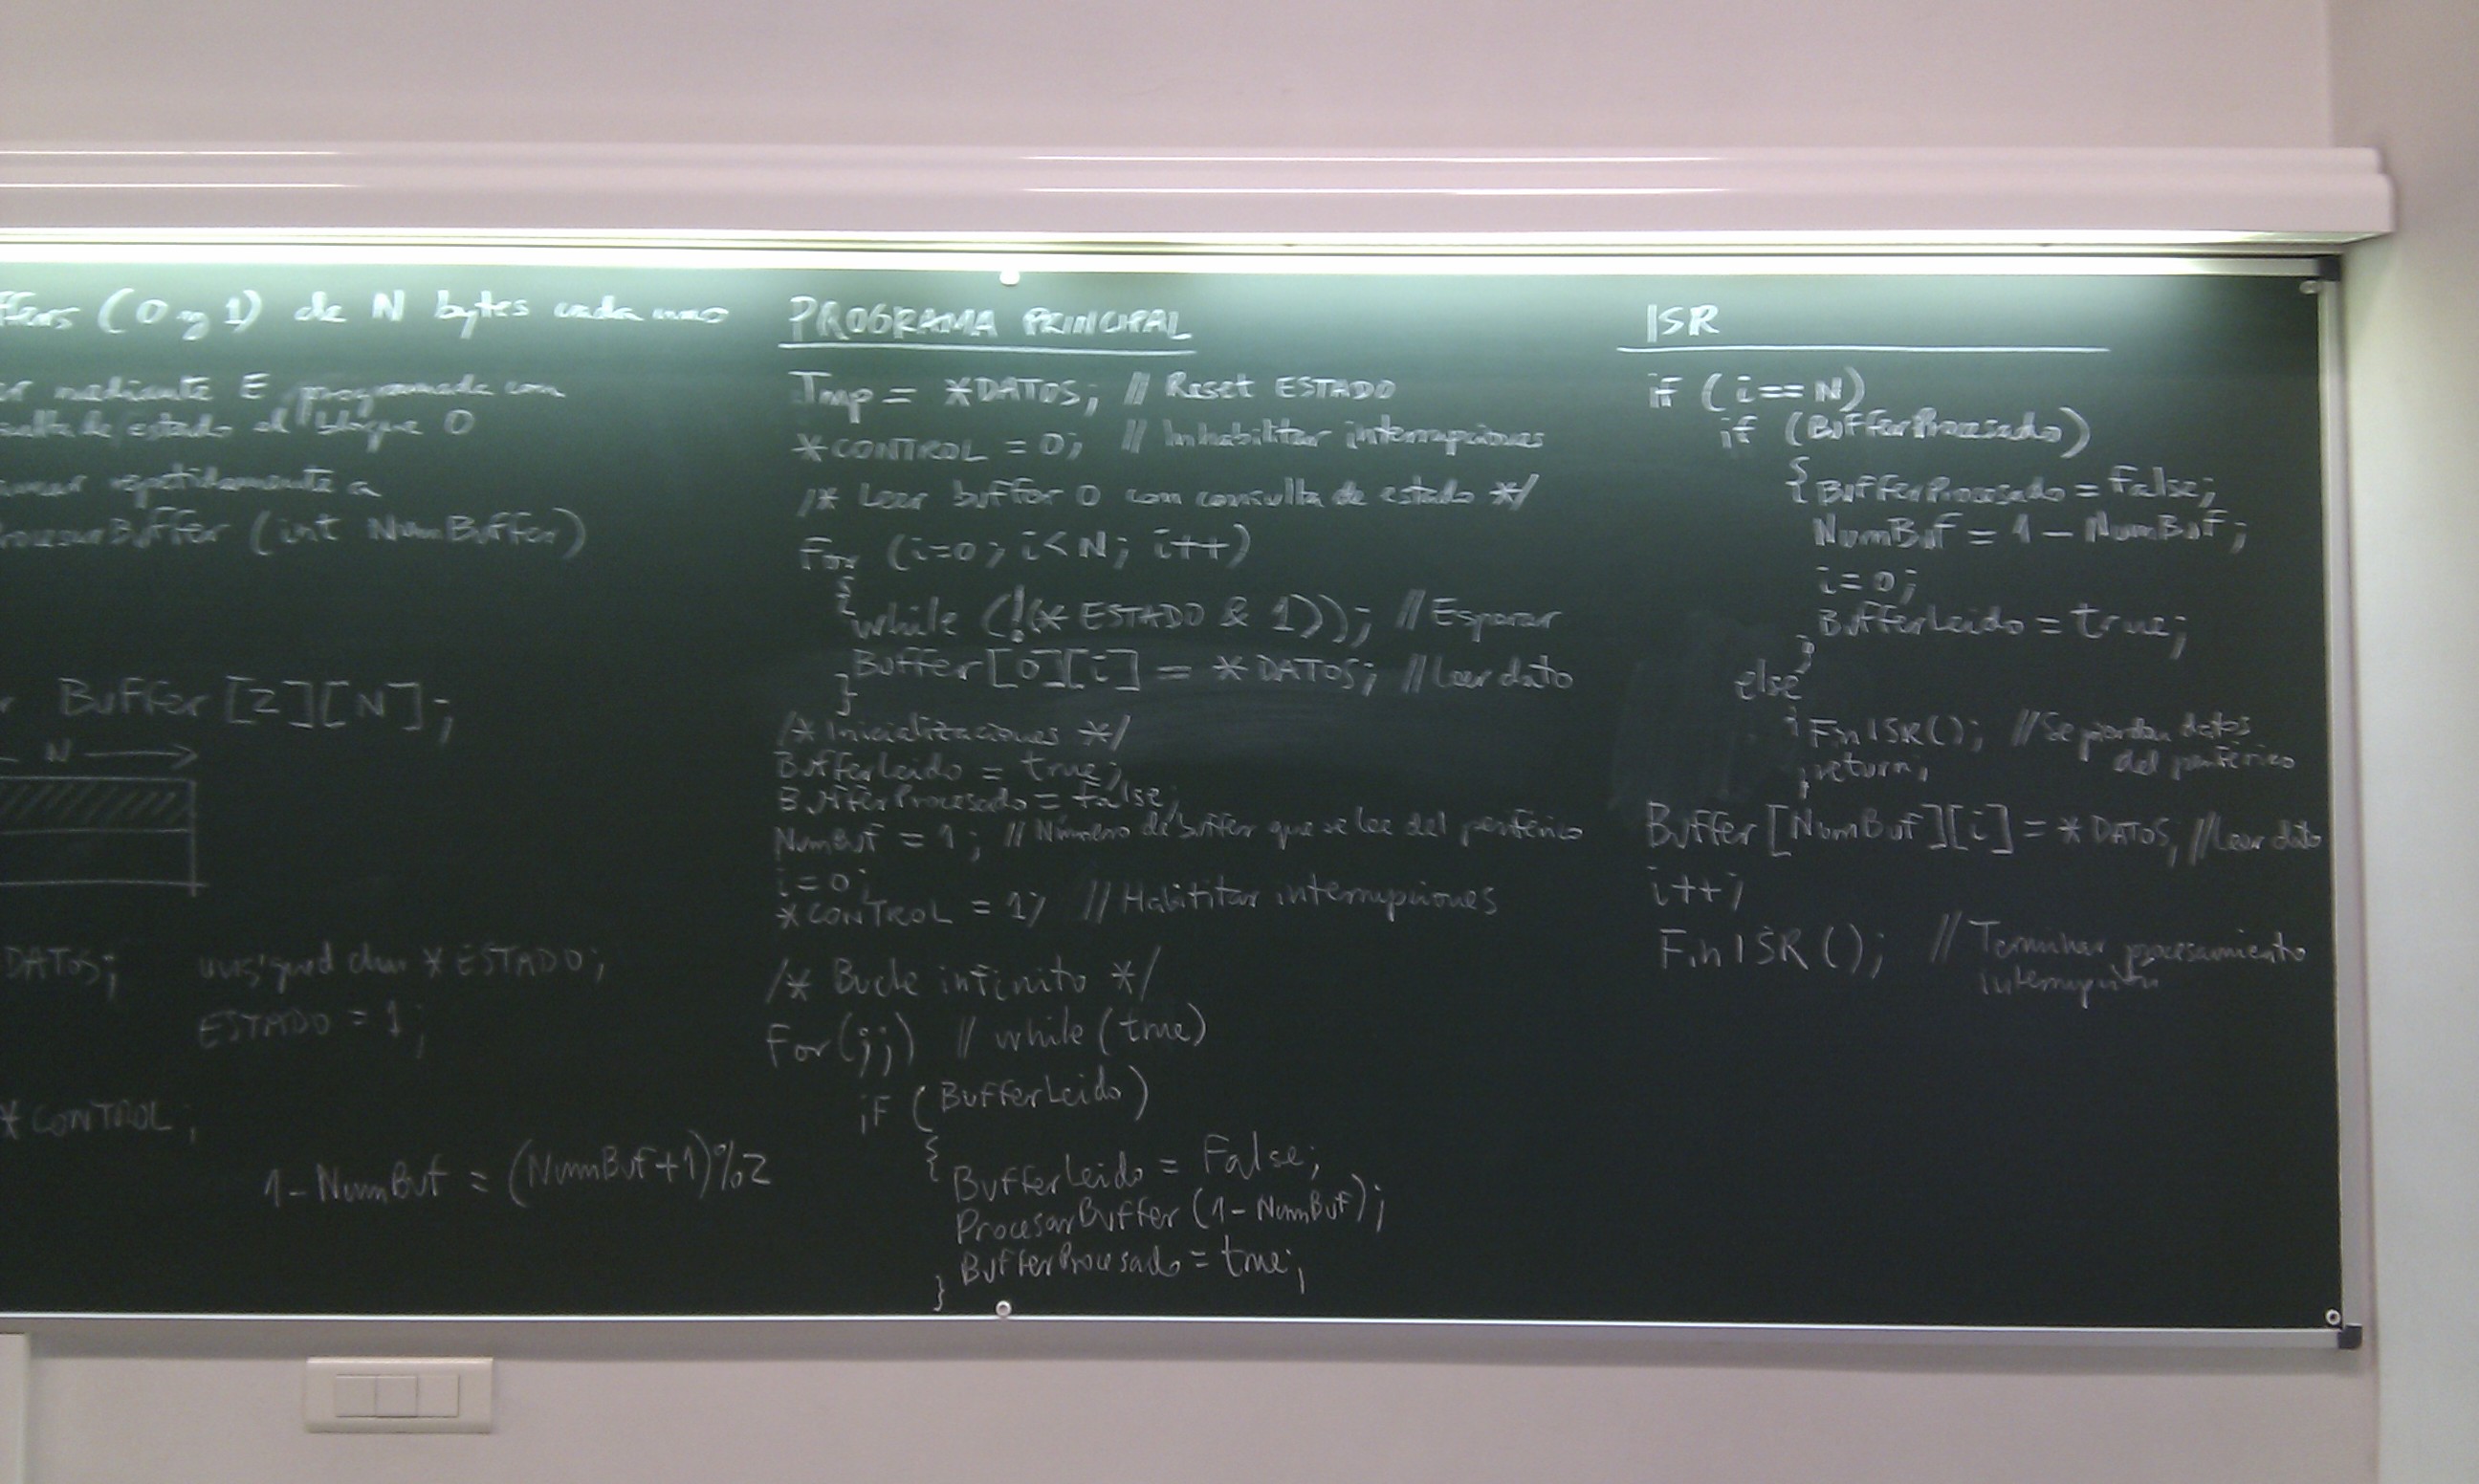 ffers (0 y 1) de N bytes cada uno
mediante E programada con
de estado el bloque 0
repetidamente a
ProcesarBuffer (int NumBuffer)
r Buffer [2][N];
N
DATOS; unsigned char *ESTADO;
ESTADO = 1;
*CONTROL;
1-NumBuf = (NumBuf+1)%2
PROGRAMA PRINCIPAL
Tmp = *DATOS; // Reset ESTADO
*CONTROL = 0; // Inhabilitar interrupciones
/* Leer buffer 0 con consulta de estado */
For (i=0; i<N; i++)
{
while (!(*ESTADO & 1)); // Esperar
Buffer[0][i] = *DATOS; // Leer dato
}
/* Inicializaciones */
BufferLeido = true;
BufferProcesado = false;
NumBuf = 1; // Número de buffer que se lee del periférico
i = 0;
*CONTROL = 1; // Habilitar interrupciones
/* Bucle infinito */
For(;;) // while (true)
if (BufferLeido)
{
BufferLeido = False;
ProcesarBuffer (1-NumBuf);
BufferProcesado = true;
}
ISR
if (i==N)
if (BufferProcesado)
{ BufferProcesado = false;
NumBuf = 1 - NumBuf;
i=0;
BufferLeido = true;
}
else
{ FinISR(); // Se pierden datos
del periférico
return;
}
Buffer [NumBuf][i] = *DATOS; // Leer dato
i++;
FinISR(); // Terminar procesamiento
interrupción